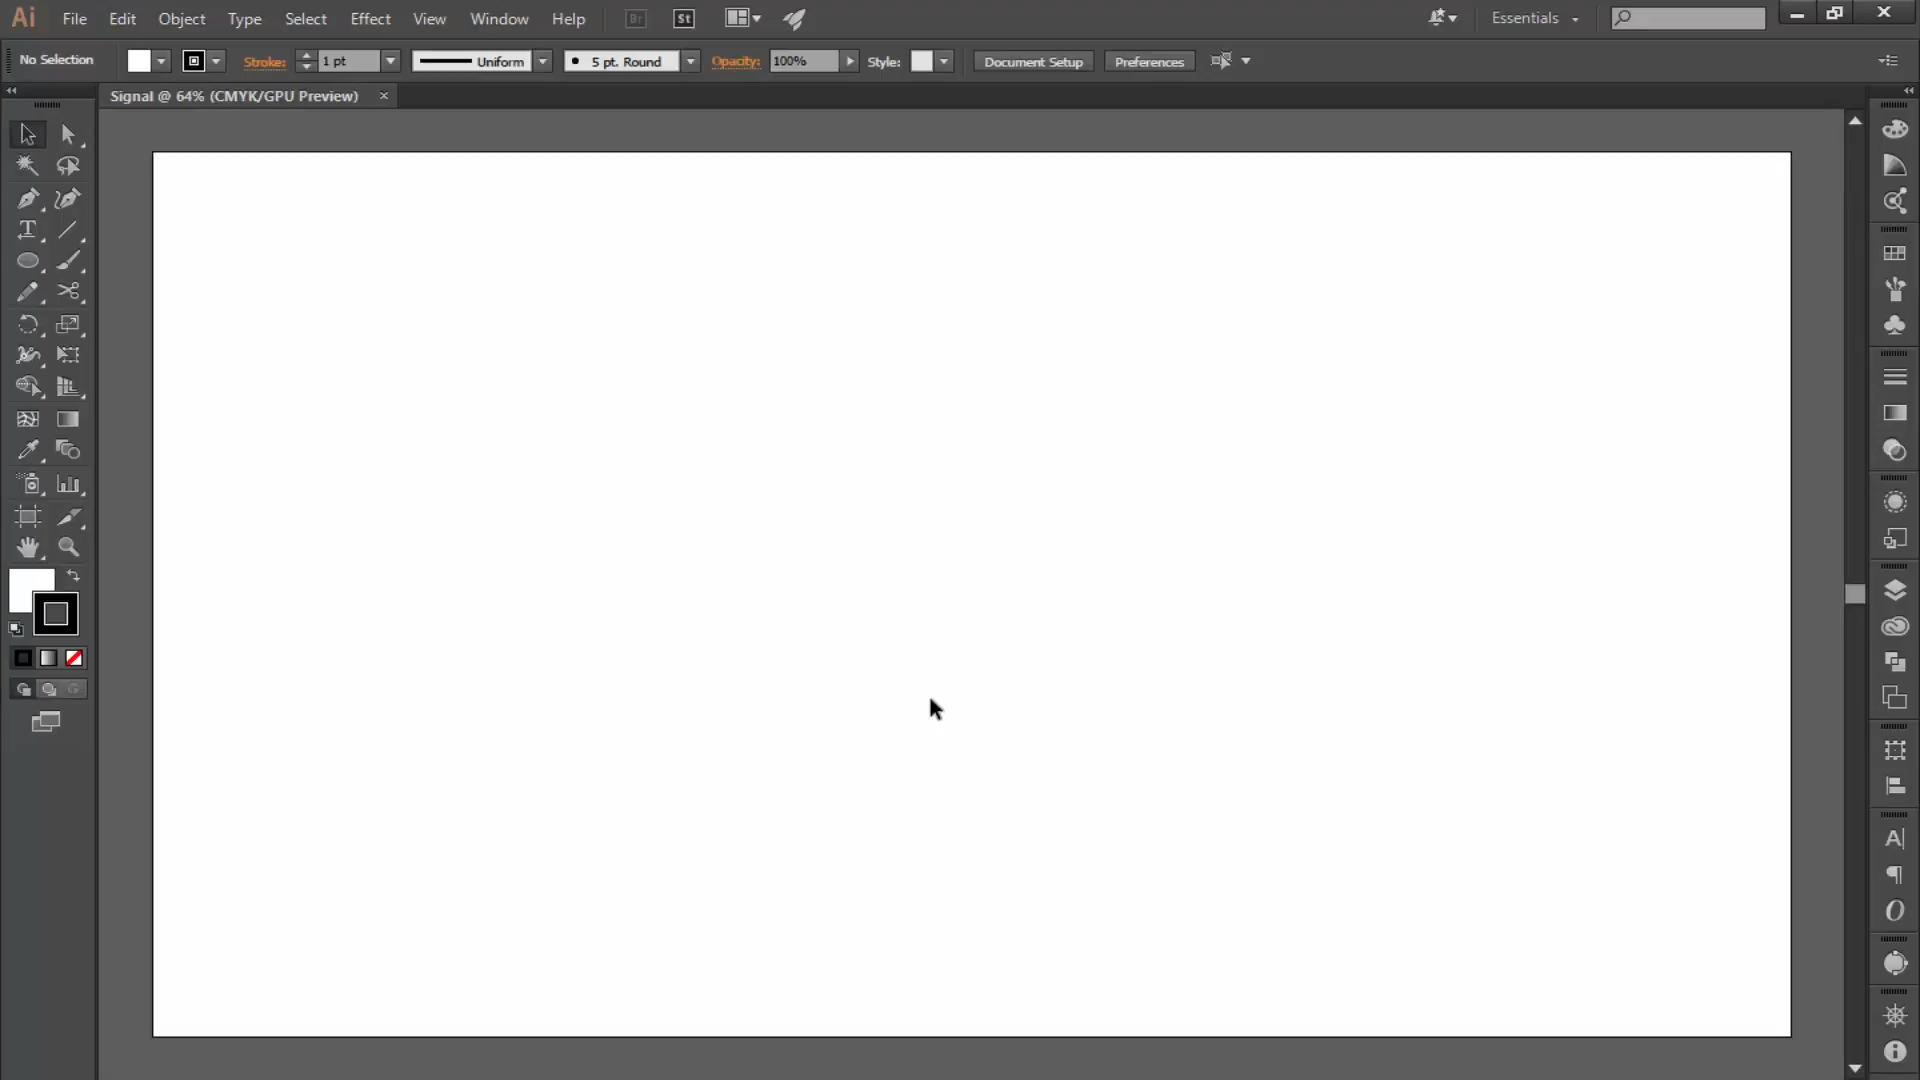 Ai File Edit Object Type Select Effect View Window Help Br St Essentials
No Selection Stroke: 1 pt Uniform 5 pt. Round Opacity: 100% Style: Document Setup Preferences
Signal @ 64% (CMYK/GPU Preview) ×